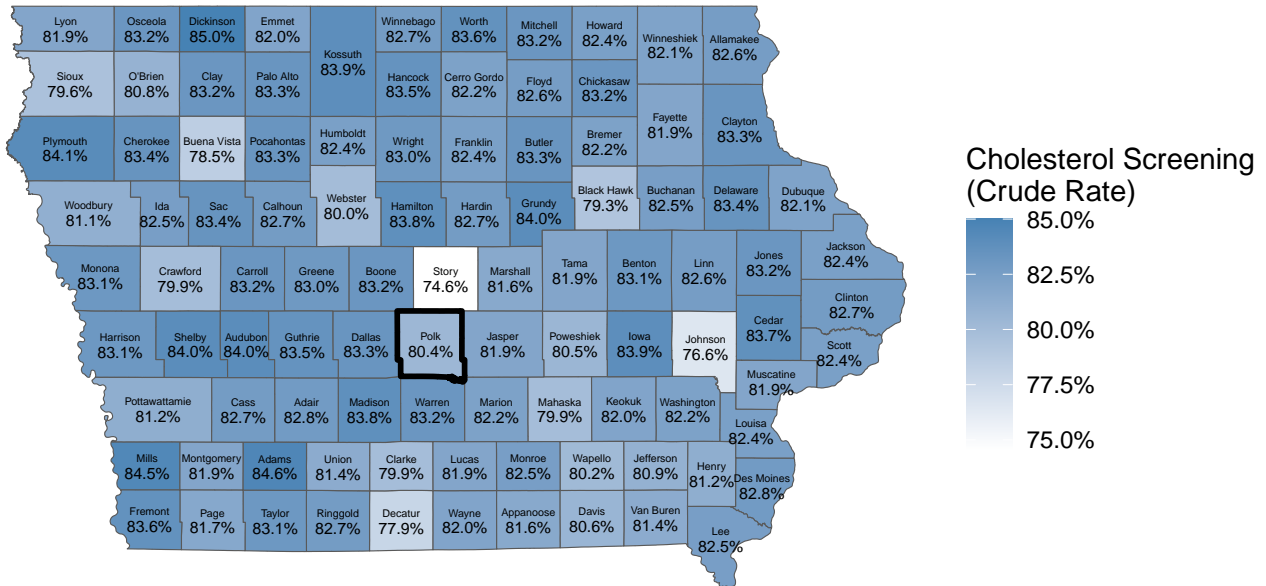 Lyon
81.9%
Osceola
83.2%
Dickinson
85.0%
Emmet
82.0%
Kossuth
83.9%
Winnebago
82.7%
Worth
83.6%
Mitchell
83.2%
Howard
82.4%
Winneshiek
82.1%
Allamakee
82.6%
Sioux
79.6%
O'Brien
80.8%
Clay
83.2%
Palo Alto
83.3%
Hancock
83.5%
Cerro Gordo
82.2%
Floyd
82.6%
Chickasaw
83.2%
Fayette
81.9%
Clayton
83.3%
Plymouth
84.1%
Cherokee
83.4%
Buena Vista
78.5%
Pocahontas
83.3%
Humboldt
82.4%
Wright
83.0%
Franklin
82.4%
Butler
83.3%
Bremer
82.2%
Woodbury
81.1%
Ida
82.5%
Sac
83.4%
Calhoun
82.7%
Webster
80.0%
Hamilton
83.8%
Hardin
82.7%
Grundy
84.0%
Black Hawk
79.3%
Buchanan
82.5%
Delaware
83.4%
Dubuque
82.1%
Monona
83.1%
Crawford
79.9%
Carroll
83.2%
Greene
83.0%
Boone
83.2%
Story
74.6%
Marshall
81.6%
Tama
81.9%
Benton
83.1%
Linn
82.6%
Jones
83.2%
Jackson
82.4%
Clinton
82.7%
Harrison
83.1%
Shelby
84.0%
Audubon
84.0%
Guthrie
83.5%
Dallas
83.3%
Polk
80.4%
Jasper
81.9%
Poweshiek
80.5%
Iowa
83.9%
Johnson
76.6%
Cedar
83.7%
Scott
82.4%
Muscatine
81.9%
Pottawattamie
81.2%
Cass
82.7%
Adair
82.8%
Madison
83.8%
Warren
83.2%
Marion
82.2%
Mahaska
79.9%
Keokuk
82.0%
Washington
82.2%
Louisa
82.4%
Mills
84.5%
Montgomery
81.9%
Adams
84.6%
Union
81.4%
Clarke
79.9%
Lucas
81.9%
Monroe
82.5%
Wapello
80.2%
Jefferson
80.9%
Henry
81.2%
Des Moines
82.8%
Fremont
83.6%
Page
81.7%
Taylor
83.1%
Ringgold
82.7%
Decatur
77.9%
Wayne
82.0%
Appanoose
81.6%
Davis
80.6%
Van Buren
81.4%
Lee
82.5%
Cholesterol Screening
(Crude Rate)
85.0%
82.5%
80.0%
77.5%
75.0%